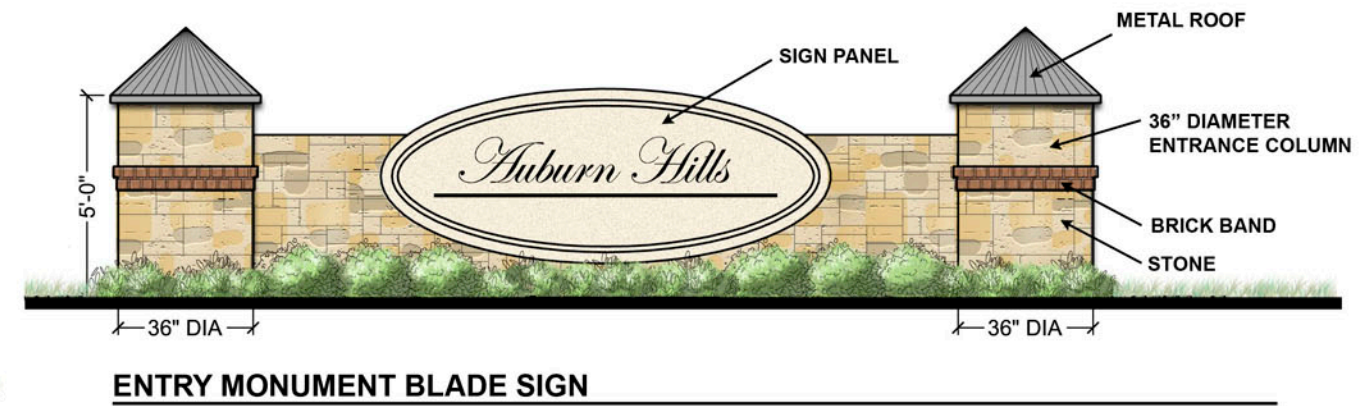 METAL ROOF
SIGN PANEL
36” DIAMETER
ENTRANCE COLUMN
Auburn Hills
5'-0"
BRICK BAND
STONE
36" DIA
36" DIA
ENTRY MONUMENT BLADE SIGN